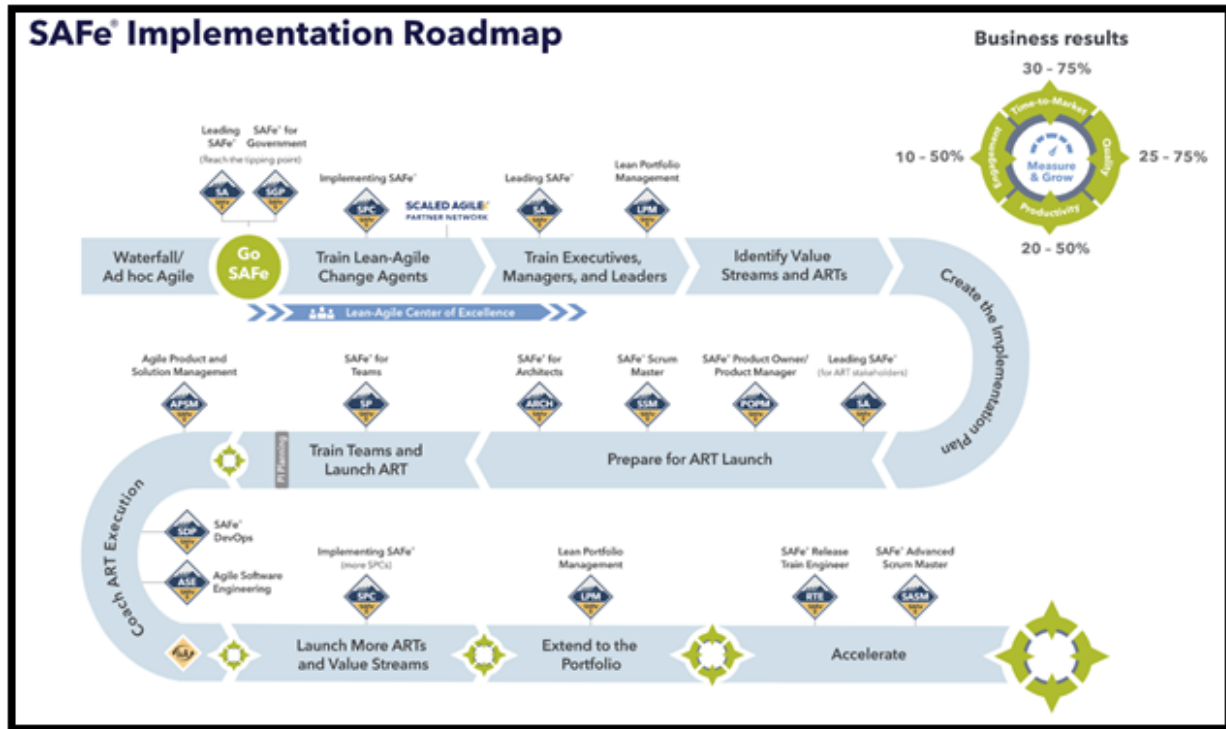 SAFe® Implementation Roadmap
Business results
30 – 75%
Time-to-Market
Engagement
10 – 50%
Measure
& Grow
Quality
25 – 75%
Productivity
20 – 50%
Leading
SAFe®
SAFe® for
Government
(Reach the tipping point)
SA
SGP
Implementing SAFe®
SPC
SCALED AGILE
PARTNER NETWORK
Leading SAFe®
SA
Lean Portfolio
Management
LPM
Waterfall/
Ad hoc Agile
Go
SAFe
Train Lean-Agile
Change Agents
Train Executives,
Managers, and Leaders
Identify Value
Streams and ARTs
Create the Implementation Plan
Lean-Agile Center of Excellence
Agile Product and
Solution Management
APSM
SAFe® for
Teams
SP
SAFe® for
Architects
ARCH
SAFe® Scrum
Master
SSM
SAFe® Product Owner/
Product Manager
POPM
Leading SAFe®
(for ART stakeholders)
SA
PI Planning
Train Teams and
Launch ART
Prepare for ART Launch
Coach ART Execution
SDP
SAFe®
DevOps
ASE
Agile Software
Engineering
Implementing SAFe®
(more SPCs)
SPC
Lean Portfolio
Management
LPM
SAFe® Release
Train Engineer
RTE
SAFe® Advanced
Scrum Master
SASM
I&A
Launch More ARTs
and Value Streams
Extend to the
Portfolio
Accelerate